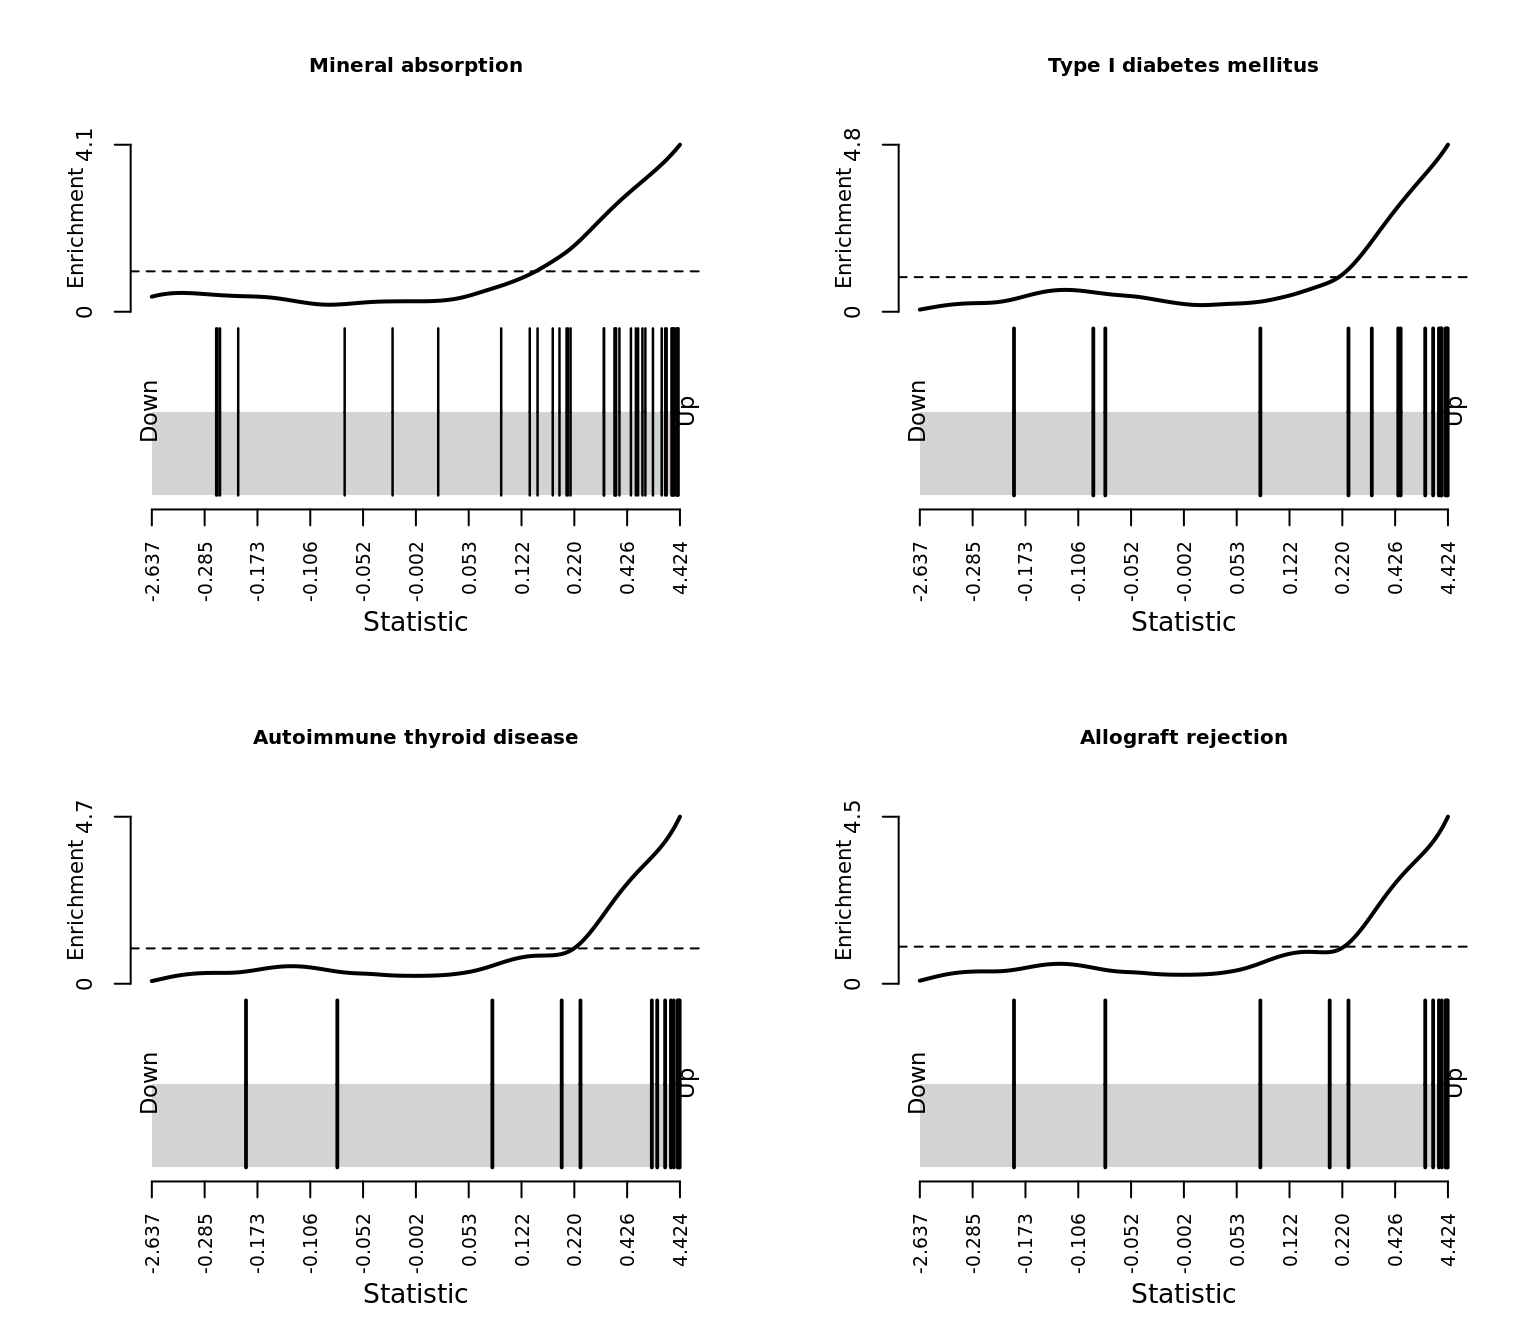 Mineral absorption
Enrichment
0 4.1
Down
Up
-2.637 -0.285 -0.173 -0.106 -0.052 -0.002 0.053 0.122 0.220 0.426 4.424
Statistic
Type I diabetes mellitus
Enrichment
0 4.8
Down
Up
-2.637 -0.285 -0.173 -0.106 -0.052 -0.002 0.053 0.122 0.220 0.426 4.424
Statistic
Autoimmune thyroid disease
Enrichment
0 4.7
Down
Up
-2.637 -0.285 -0.173 -0.106 -0.052 -0.002 0.053 0.122 0.220 0.426 4.424
Statistic
Allograft rejection
Enrichment
0 4.5
Down
Up
-2.637 -0.285 -0.173 -0.106 -0.052 -0.002 0.053 0.122 0.220 0.426 4.424
Statistic